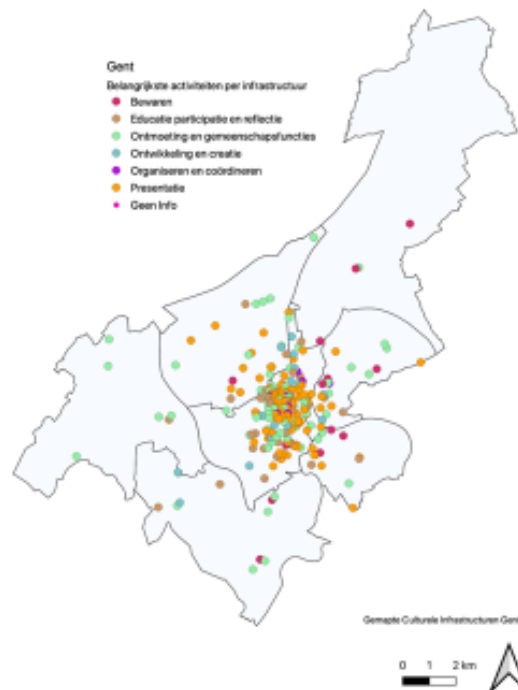 Gent
Belangrijkste activiteiten per infrastructuur
Bewaren
Educatie participatie en reflectie
Ontmoeting en gemeenschapsfuncties
Ontwikkeling en creatie
Organiseren en coördineren
Presentatie
Geen Info
Gemapte Culturele Infrastructuren Gen
0 1 2 km